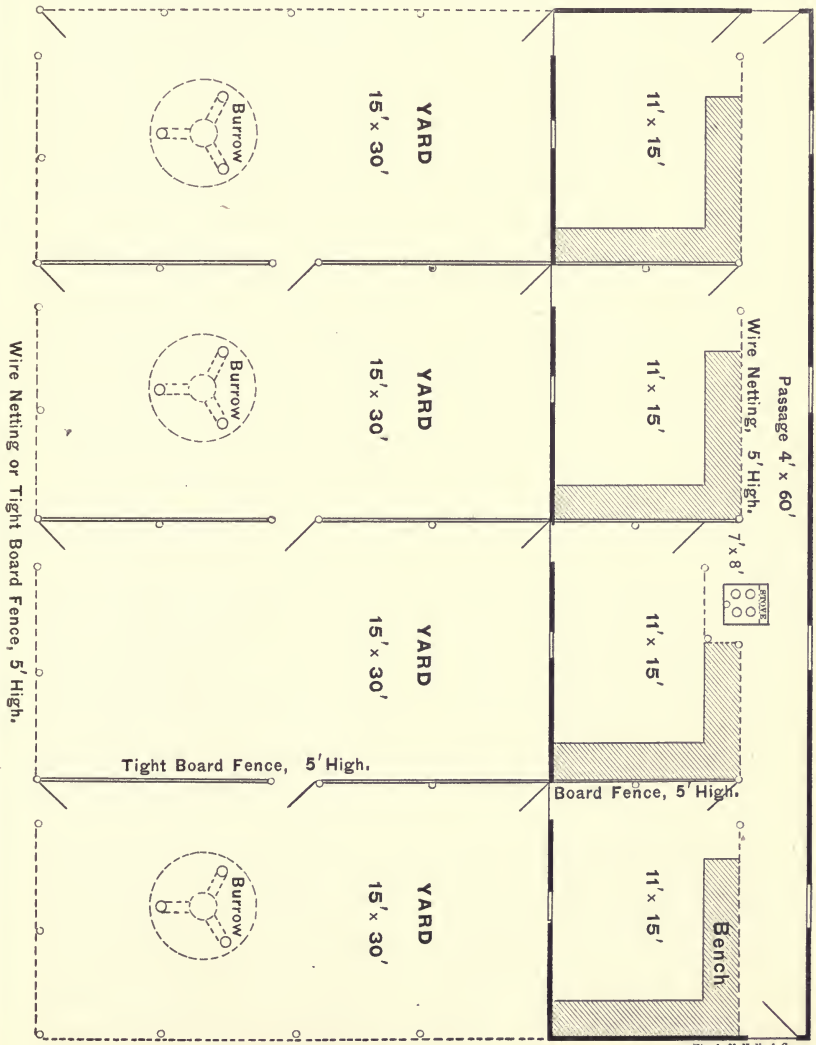 Passage 4' x 60'
Wire Netting, 5' High.
7' x 8'
STOVE
11' x 15'
11' x 15'
11' x 15'
11' x 15'
Bench
Board Fence, 5' High.
YARD
15' x 30'
YARD
15' x 30'
YARD
15' x 30'
YARD
15' x 30'
Burrow
Burrow
Burrow
Tight Board Fence, 5' High.
Wire Netting or Tight Board Fence, 5' High.